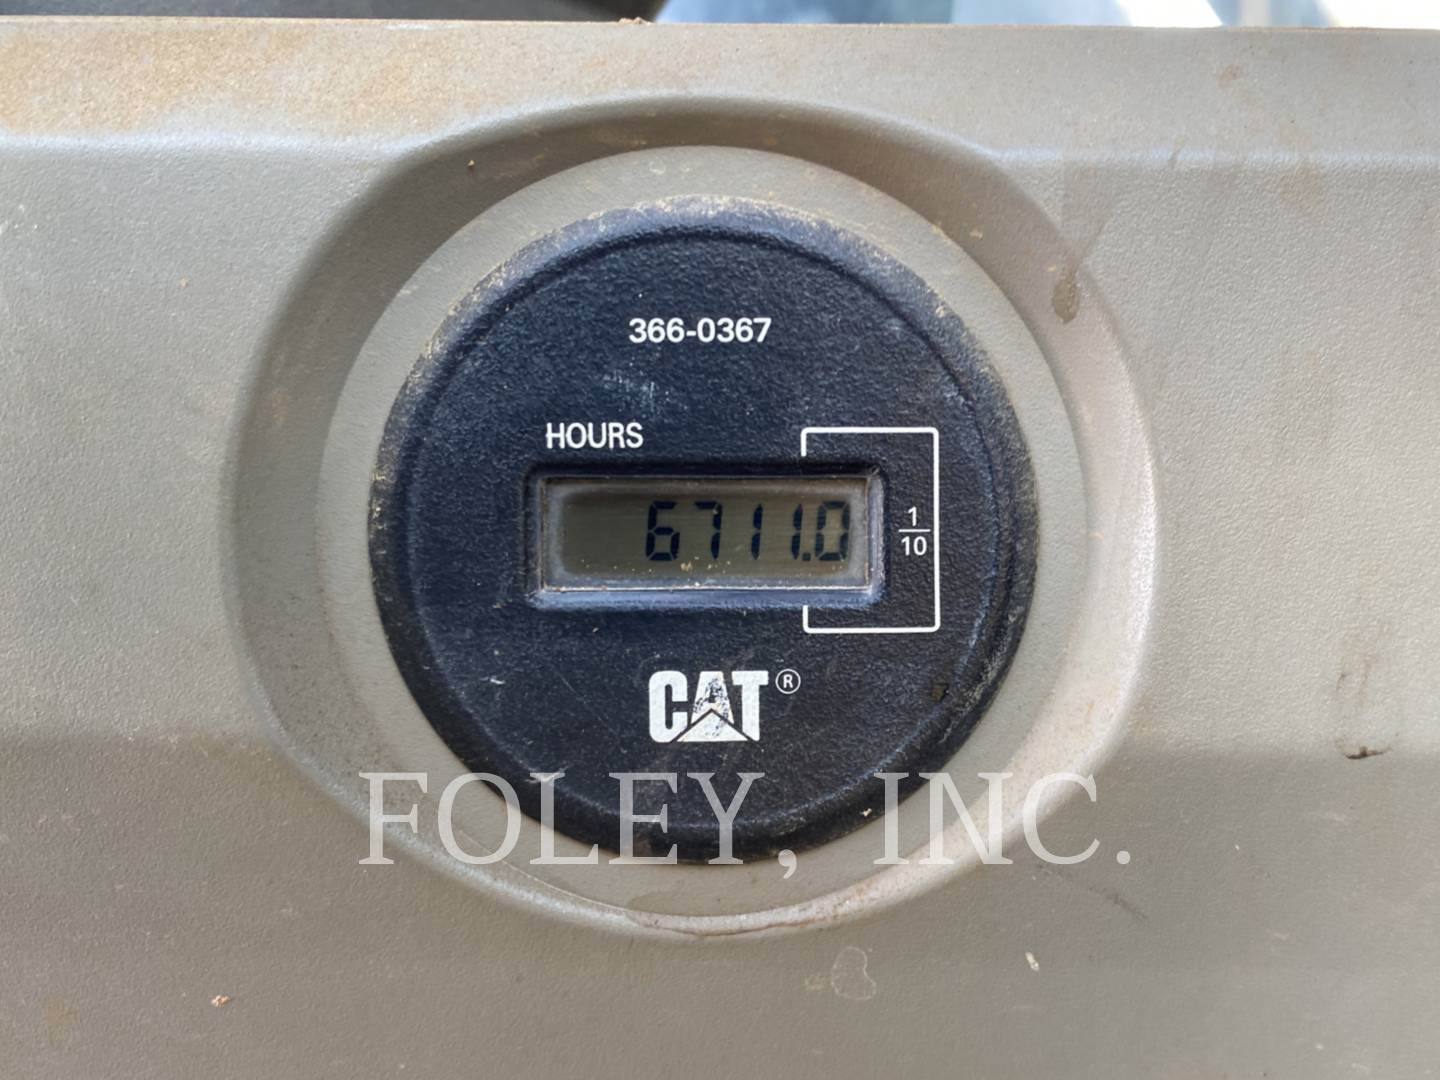 366-0367
HOURS
6711.0
1/10
CAT®
FOLEY, INC.